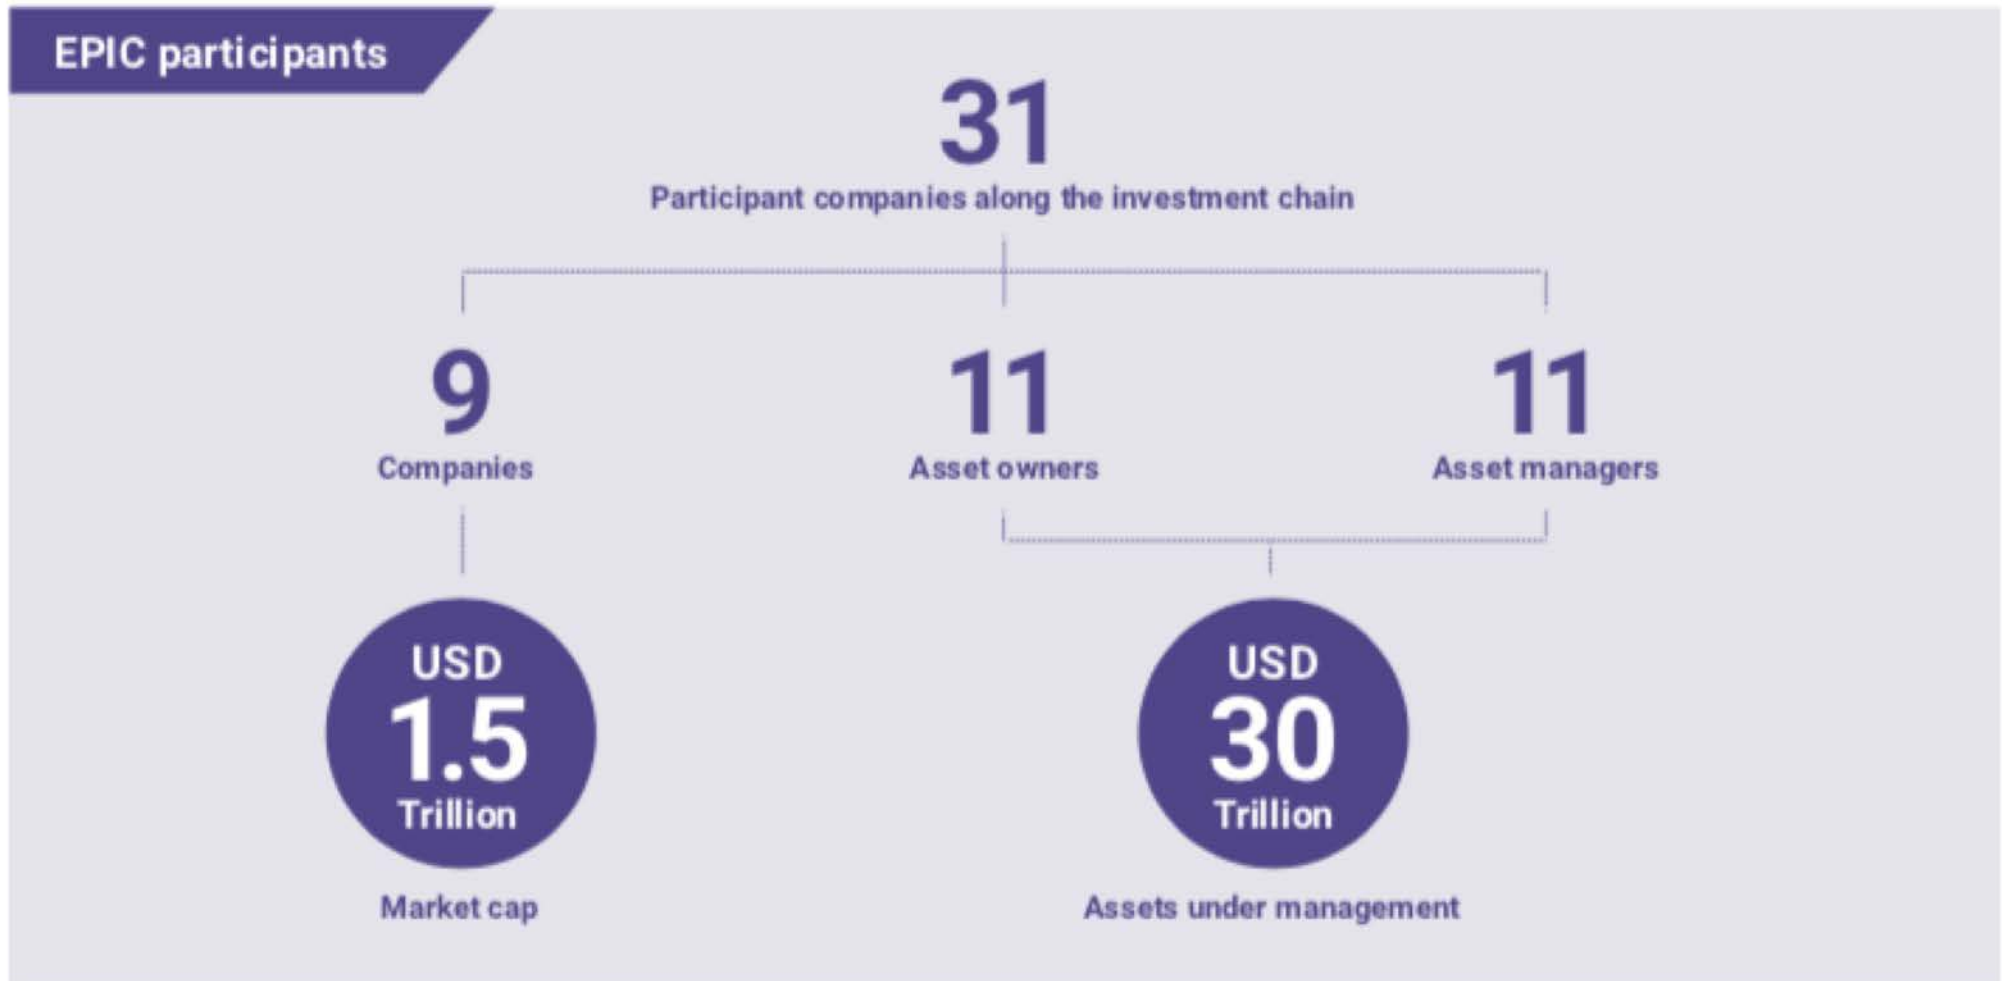 EPIC participants
31
Participant companies along the investment chain
9
11
11
Companies
Asset owners
Asset managers
USD
1.5
Trillion
USD
30
Trillion
Market cap
Assets under management